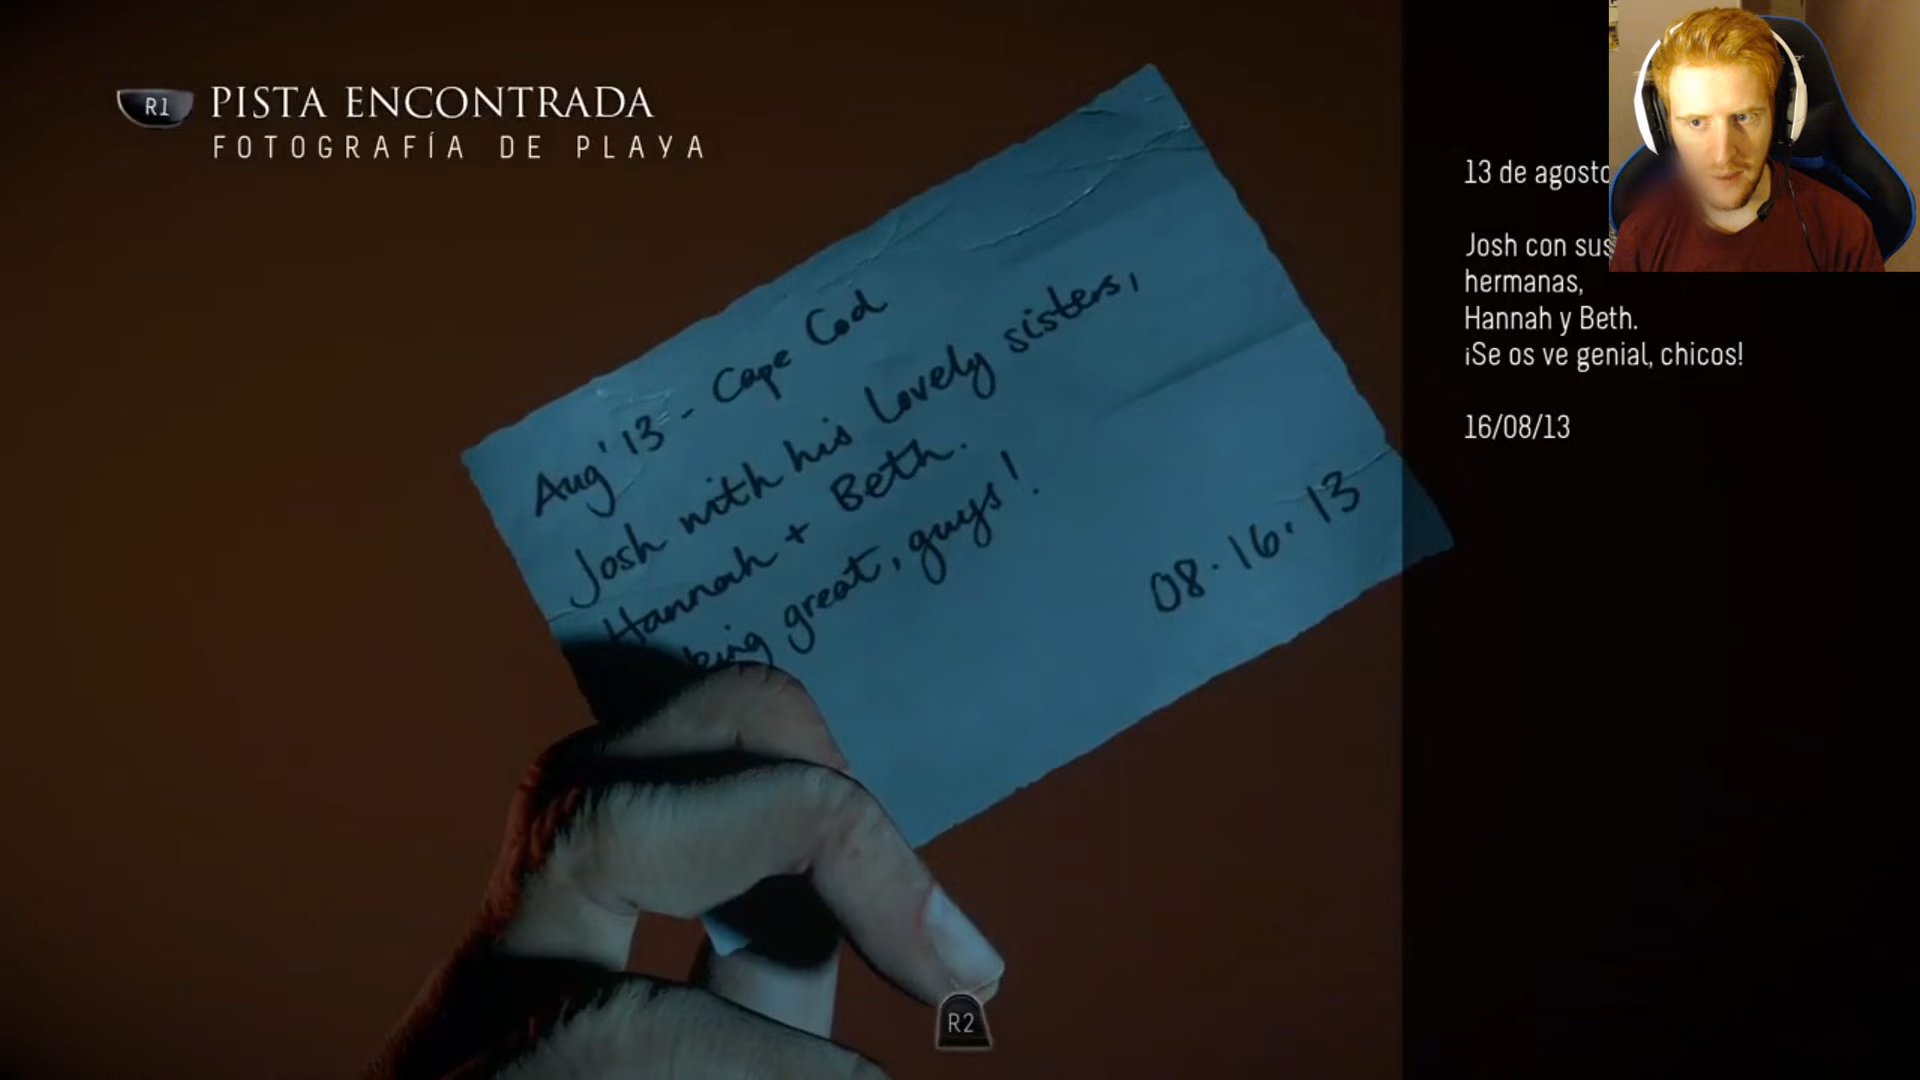 R1 PISTA ENCONTRADA
FOTOGRAFÍA DE PLAYA
Aug '13 - Cape Cod
Josh with his lovely sisters,
Hannah + Beth.
great, guys!
08.16.13
13 de agosto
Josh con sus
hermanas,
Hannah y Beth.
¡Se os ve genial, chicos!
16/08/13
R2